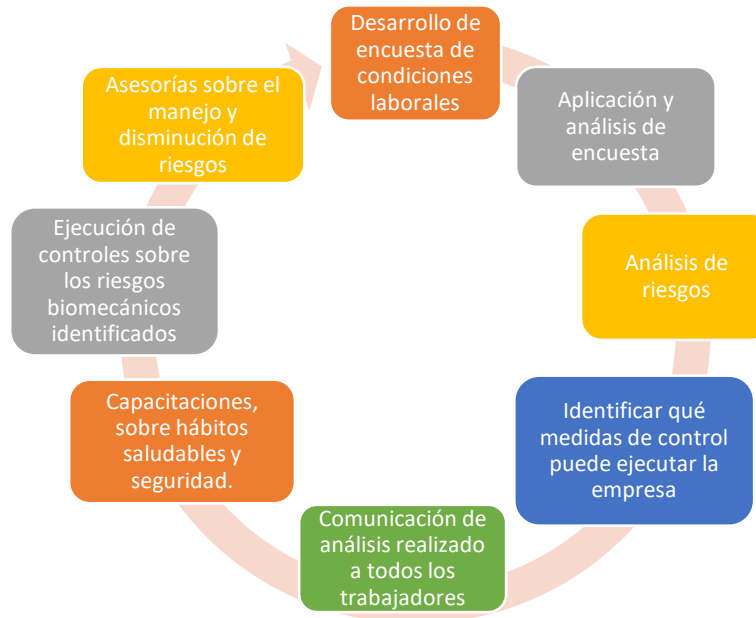 Desarrollo de
encuesta de
condiciones
laborales
Aplicación y
análisis de
encuesta
Análisis de
riesgos
Identificar qué
medidas de control
puede ejecutar la
empresa
Comunicación de
análisis realizado
a todos los
trabajadores
Capacitaciones,
sobre hábitos
saludables y
seguridad.
Ejecución de
controles sobre
los riesgos
biomecánicos
identificados
Asesorías sobre el
manejo y
disminución de
riesgos